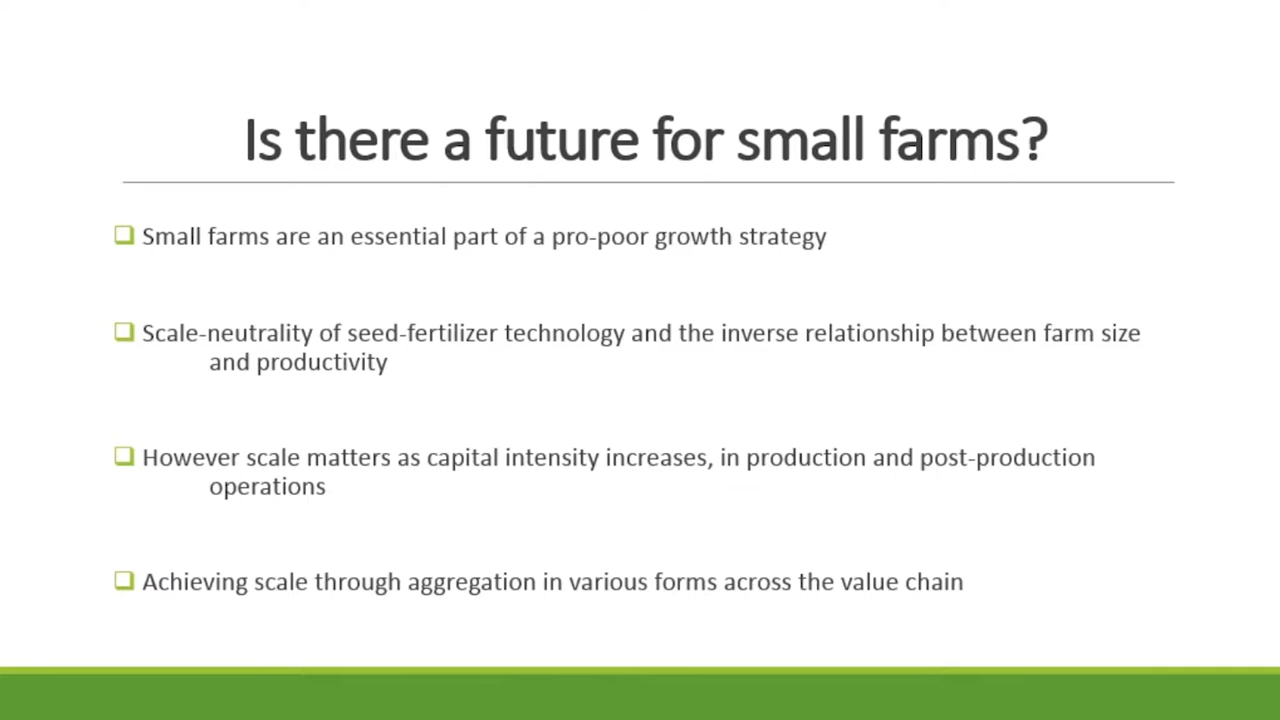 Is there a future for small farms?
Small farms are an essential part of a pro-poor growth strategy
Scale-neutrality of seed-fertilizer technology and the inverse relationship between farm size
and productivity
However scale matters as capital intensity increases, in production and post-production
operations
Achieving scale through aggregation in various forms across the value chain